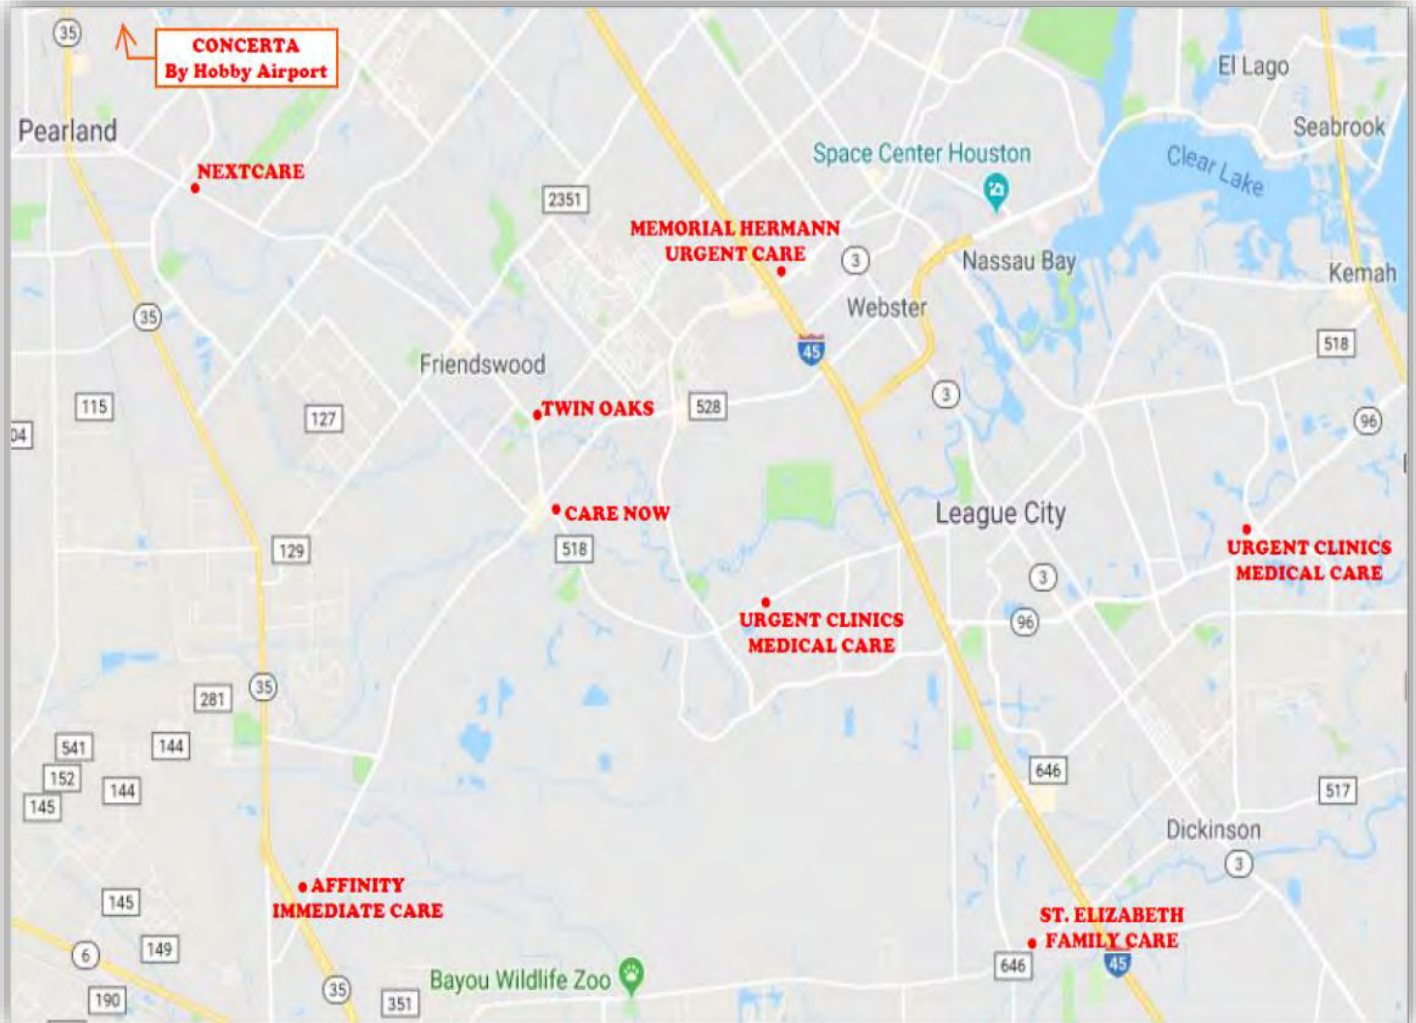 35
CONCERTA
By Hobby Airport
El Lago
Pearland
Seabrook
Space Center Houston
Clear Lake
NEXTCARE
2351
MEMORIAL HERMANN
URGENT CARE
3
Nassau Bay
Kemah
Webster
35
45
518
Friendswood
3
115
127
TWIN OAKS
528
96
04
CARE NOW
League City
518
129
URGENT CLINICS
MEDICAL CARE
3
URGENT CLINICS
MEDICAL CARE
96
35
281
541
144
646
152
144
145
517
Dickinson
3
AFFINITY
IMMEDIATE CARE
145
ST. ELIZABETH
FAMILY CARE
149
6
646
45
Bayou Wildlife Zoo
35
190
351